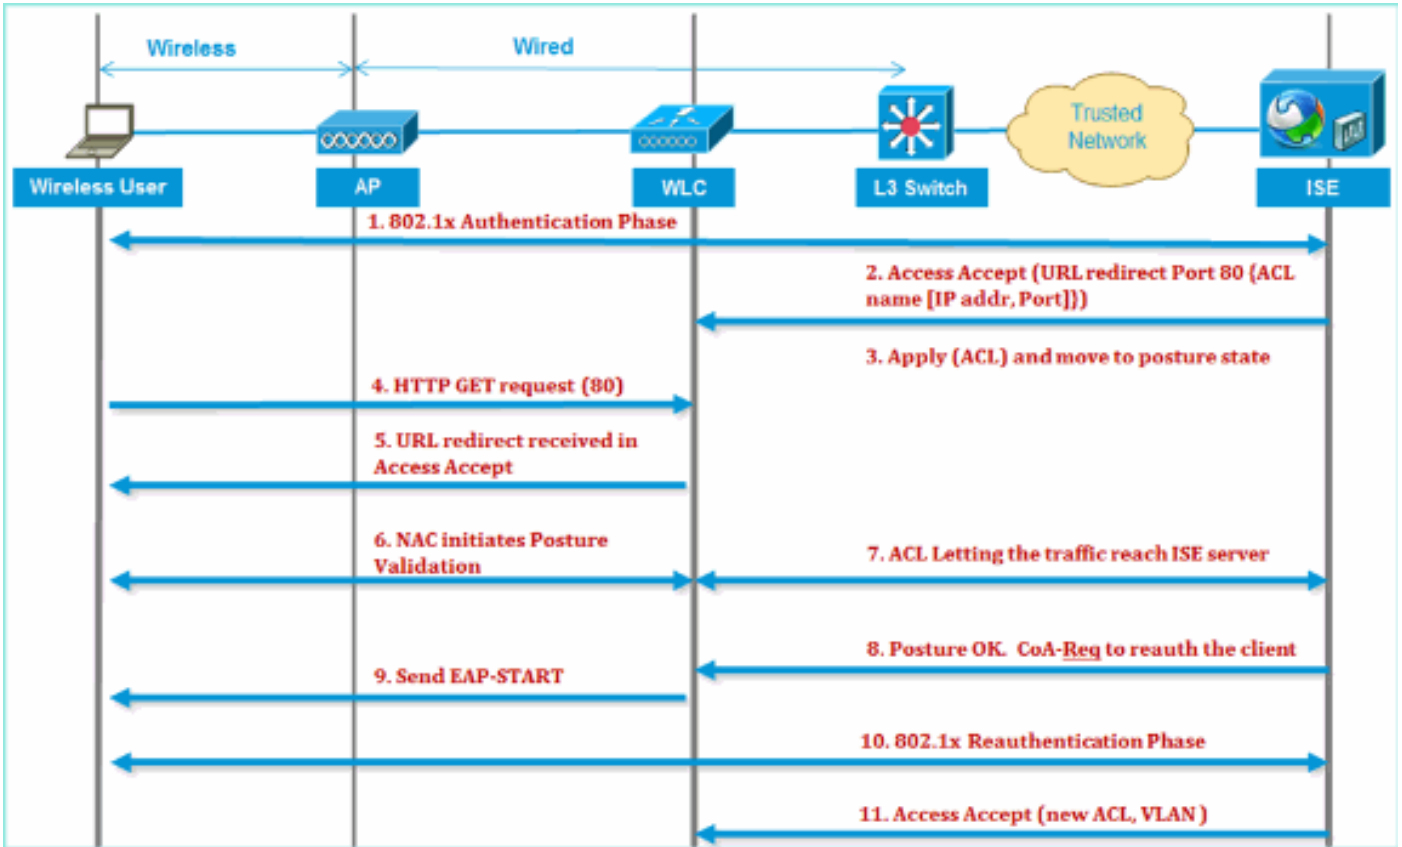 Wireless
Wired
Trusted
Network
Wireless User
AP
WLC
L3 Switch
ISE
1. 802.1x Authentication Phase
2. Access Accept (URL redirect Port 80 (ACL
name [IP addr, Port]))
3. Apply (ACL) and move to posture state
4. HTTP GET request (80)
5. URL redirect received in
Access Accept
6. NAC initiates Posture
Validation
7. ACL Letting the traffic reach ISE server
8. Posture OK. CoA-Req to reauth the client
9. Send EAP-START
10. 802.1x Reauthentication Phase
11. Access Accept (new ACL, VLAN )